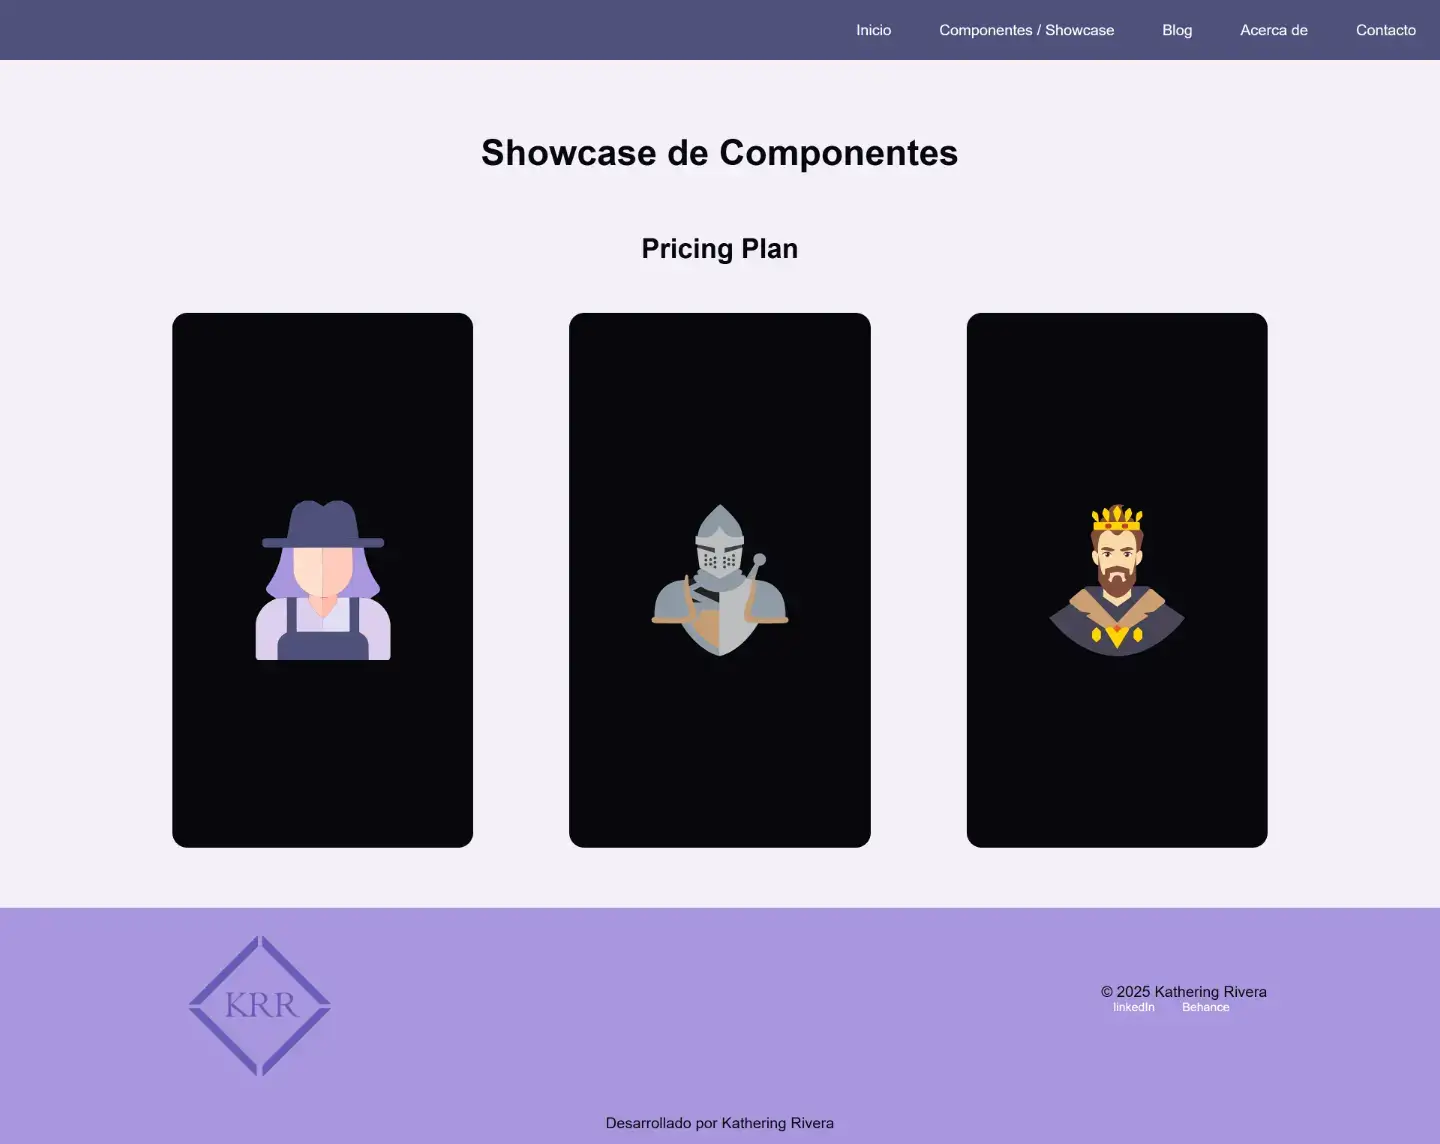 Inicio
Componentes / Showcase
Blog
Acerca de
Contacto
Showcase de Componentes
Pricing Plan
KRR
© 2025 Kathering Rivera
linkedIn
Behance
Desarrollado por Kathering Rivera